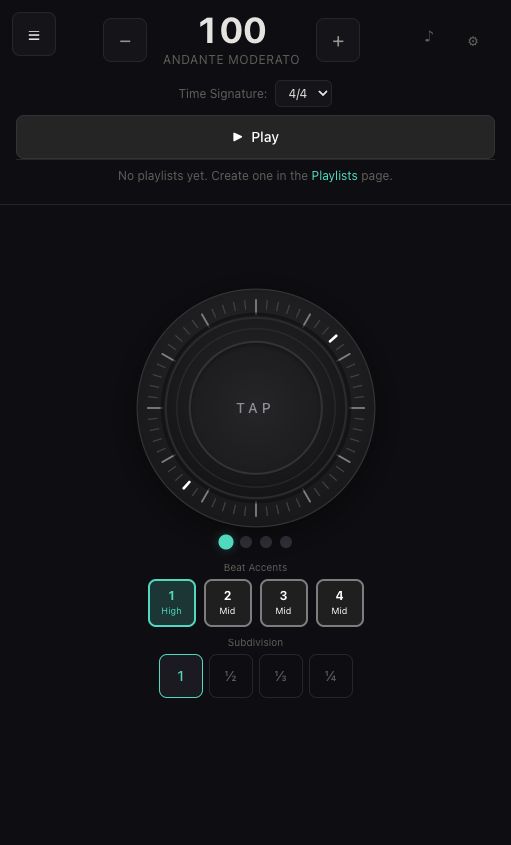 ☰
−
100
+
♪
⚙
ANDANTE MODERATO
Time Signature: 4/4
▶ Play
No playlists yet. Create one in the Playlists page.
TAP
Beat Accents
1 2 3 4
High Mid Mid Mid
Subdivision
1 ½ ⅓ ¼